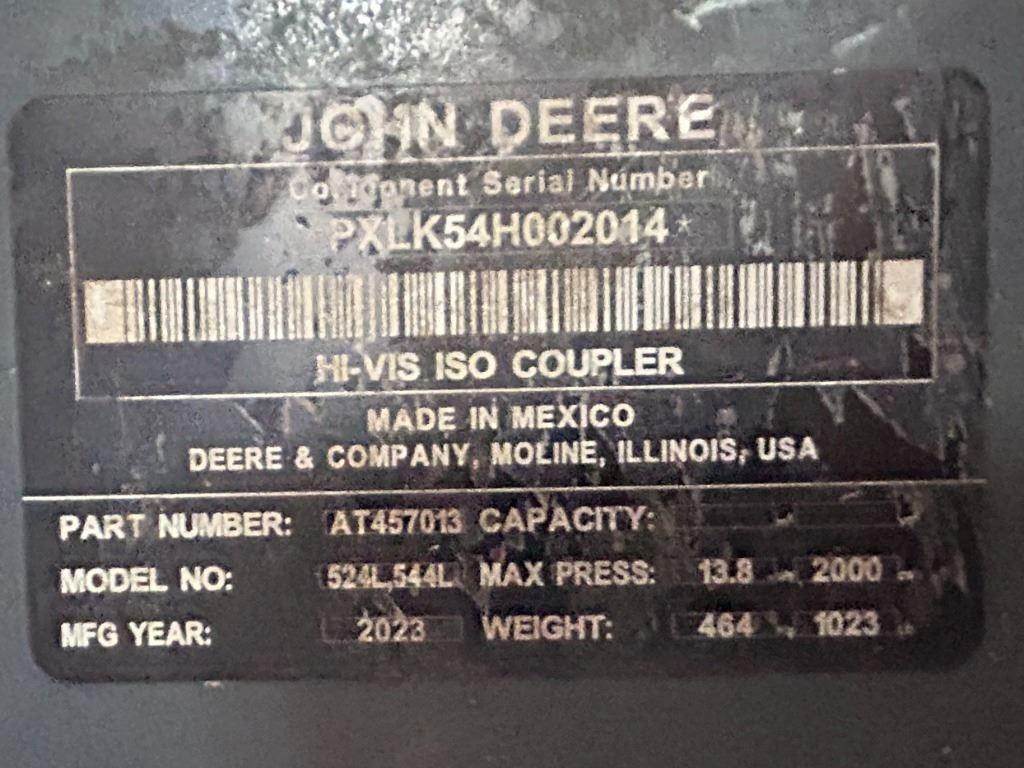 JOHN DEERE
Component Serial Number
PXLK54H002014*
HI-VIS ISO COUPLER
MADE IN MEXICO
DEERE & COMPANY, MOLINE, ILLINOIS, USA
PART NUMBER: AT457013 CAPACITY:
MODEL NO: 524L,544L MAX PRESS: 13.8 2000
MFG YEAR: 2023 WEIGHT: 464 1023